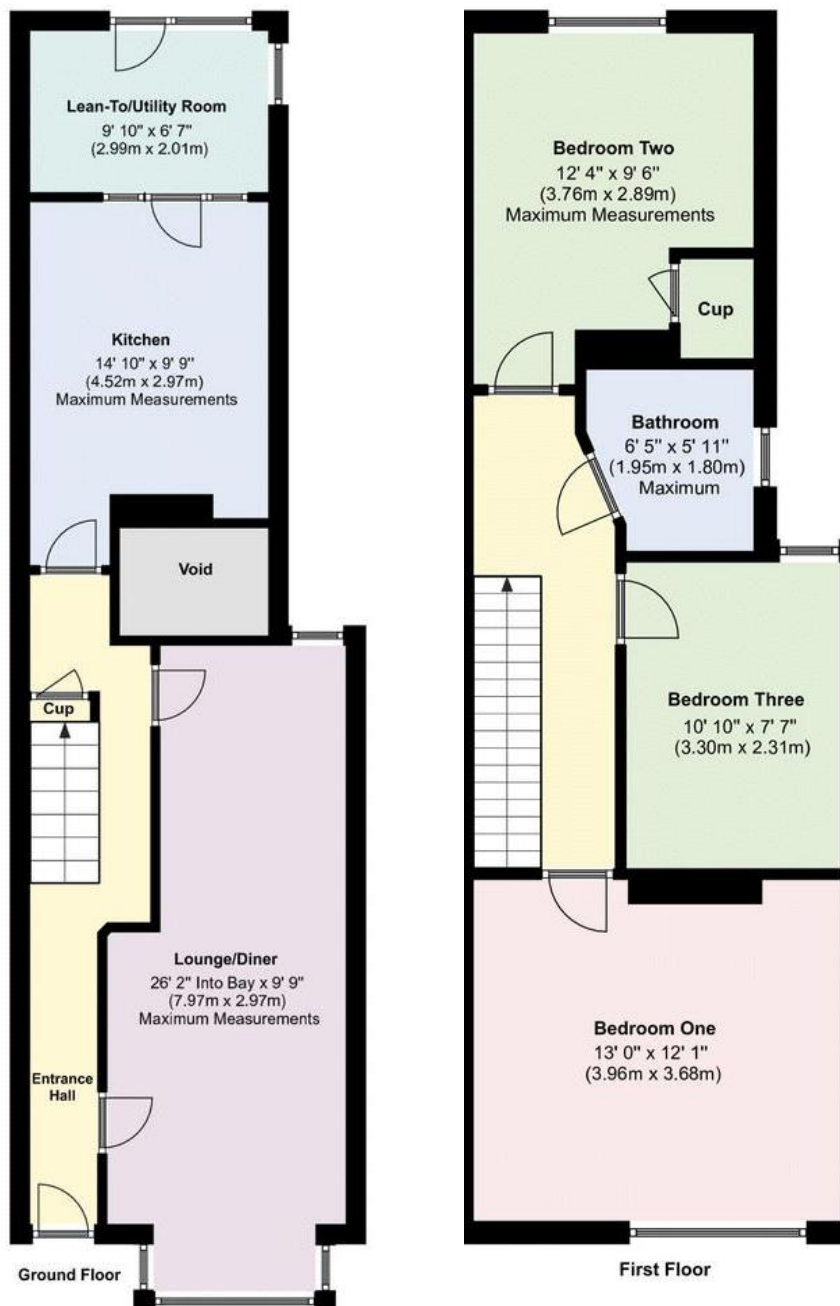 Lean-To/Utility Room
9' 10" x 6' 7"
(2.99m x 2.01m)
Kitchen
14' 10" x 9' 9"
(4.52m x 2.97m)
Maximum Measurements
Void
Cup
Lounge/Diner
26' 2" Into Bay x 9' 9"
(7.97m x 2.97m)
Maximum Measurements
Entrance
Hall
Ground Floor
Bedroom Two
12' 4" x 9' 6"
(3.76m x 2.89m)
Maximum Measurements
Cup
Bathroom
6' 5" x 5' 11"
(1.95m x 1.80m)
Maximum
Bedroom Three
10' 10" x 7' 7"
(3.30m x 2.31m)
Bedroom One
13' 0" x 12' 1"
(3.96m x 3.68m)
First Floor